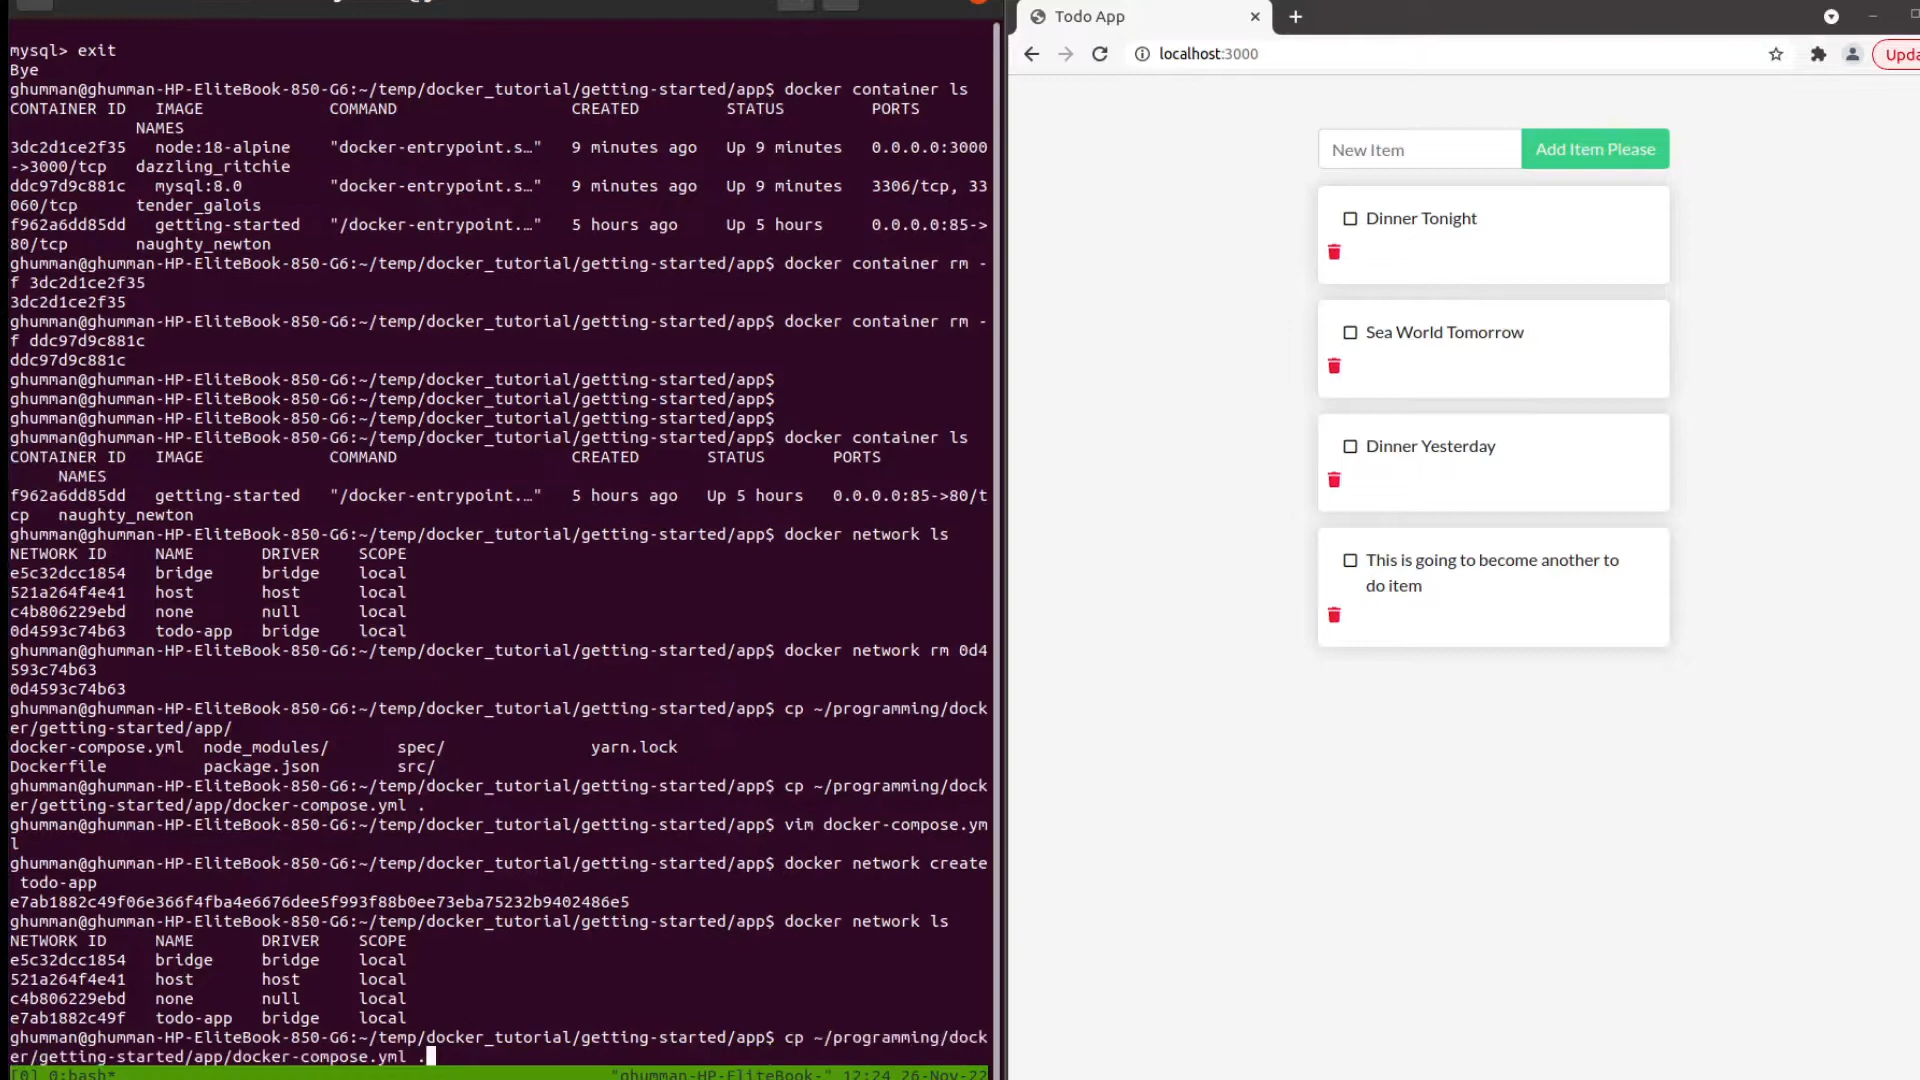 mysql> exit
Bye
ghumman@ghumman-HP-EliteBook-850-G6:~/temp/docker_tutorial/getting-started/app$ docker container ls
CONTAINER ID   IMAGE             COMMAND                  CREATED         STATUS         PORTS
             NAMES
3dc2d1ce2f35   node:18-alpine    "docker-entrypoint.s…"   9 minutes ago   Up 9 minutes   0.0.0.0:3000
->3000/tcp   dazzling_ritchie
ddc97d9c881c   mysql:8.0         "docker-entrypoint.s…"   9 minutes ago   Up 9 minutes   3306/tcp, 33
060/tcp      tender_galois
f962a6dd85dd   getting-started   "/docker-entrypoint.…"   5 hours ago     Up 5 hours     0.0.0.0:85->
80/tcp       naughty_newton
ghumman@ghumman-HP-EliteBook-850-G6:~/temp/docker_tutorial/getting-started/app$ docker container rm -
f 3dc2d1ce2f35
3dc2d1ce2f35
ghumman@ghumman-HP-EliteBook-850-G6:~/temp/docker_tutorial/getting-started/app$ docker container rm -
f ddc97d9c881c
ddc97d9c881c
ghumman@ghumman-HP-EliteBook-850-G6:~/temp/docker_tutorial/getting-started/app$
ghumman@ghumman-HP-EliteBook-850-G6:~/temp/docker_tutorial/getting-started/app$
ghumman@ghumman-HP-EliteBook-850-G6:~/temp/docker_tutorial/getting-started/app$
ghumman@ghumman-HP-EliteBook-850-G6:~/temp/docker_tutorial/getting-started/app$ docker container ls
CONTAINER ID   IMAGE             COMMAND                  CREATED       STATUS       PORTS
     NAMES
f962a6dd85dd   getting-started   "/docker-entrypoint.…"   5 hours ago   Up 5 hours   0.0.0.0:85->80/t
cp   naughty_newton
ghumman@ghumman-HP-EliteBook-850-G6:~/temp/docker_tutorial/getting-started/app$ docker network ls
NETWORK ID     NAME       DRIVER    SCOPE
e5c32dcc1854   bridge     bridge    local
521a264f4e41   host       host      local
c4b806229ebd   none       null      local
0d4593c74b63   todo-app   bridge    local
ghumman@ghumman-HP-EliteBook-850-G6:~/temp/docker_tutorial/getting-started/app$ docker network rm 0d4
593c74b63
0d4593c74b63
ghumman@ghumman-HP-EliteBook-850-G6:~/temp/docker_tutorial/getting-started/app$ cp ~/programming/dock
er/getting-started/app/
docker-compose.yml  node_modules/       spec/               yarn.lock
Dockerfile          package.json        src/
ghumman@ghumman-HP-EliteBook-850-G6:~/temp/docker_tutorial/getting-started/app$ cp ~/programming/dock
er/getting-started/app/docker-compose.yml .
ghumman@ghumman-HP-EliteBook-850-G6:~/temp/docker_tutorial/getting-started/app$ vim docker-compose.ym
l
ghumman@ghumman-HP-EliteBook-850-G6:~/temp/docker_tutorial/getting-started/app$ docker network create
 todo-app
e7ab1882c49f06e366f4fba4e6676dee5f993f88b0ee73eba75232b9402486e5
ghumman@ghumman-HP-EliteBook-850-G6:~/temp/docker_tutorial/getting-started/app$ docker network ls
NETWORK ID     NAME       DRIVER    SCOPE
e5c32dcc1854   bridge     bridge    local
521a264f4e41   host       host      local
c4b806229ebd   none       null      local
e7ab1882c49f   todo-app   bridge    local
ghumman@ghumman-HP-EliteBook-850-G6:~/temp/docker_tutorial/getting-started/app$ cp ~/programming/dock
er/getting-started/app/docker-compose.yml .
[0] 0:bash* "ghumman-HP-EliteBook-" 12:24 26-Nov-22
Todo App
localhost:3000
Upda
New Item Add Item Please
Dinner Tonight
Sea World Tomorrow
Dinner Yesterday
This is going to become another to
do item